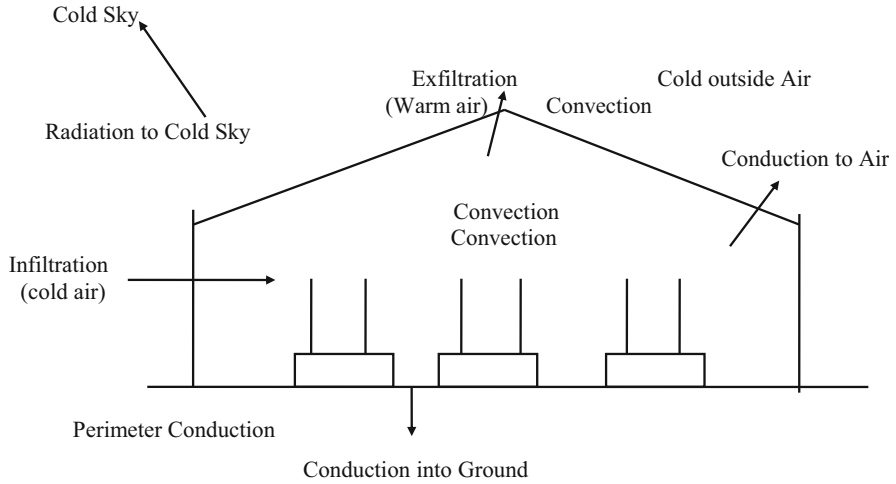 Cold Sky
Exfiltration
(Warm air)
Cold outside Air
Convection
Radiation to Cold Sky
Conduction to Air
Convection
Convection
Infiltration
(cold air)
Perimeter Conduction
Conduction into Ground